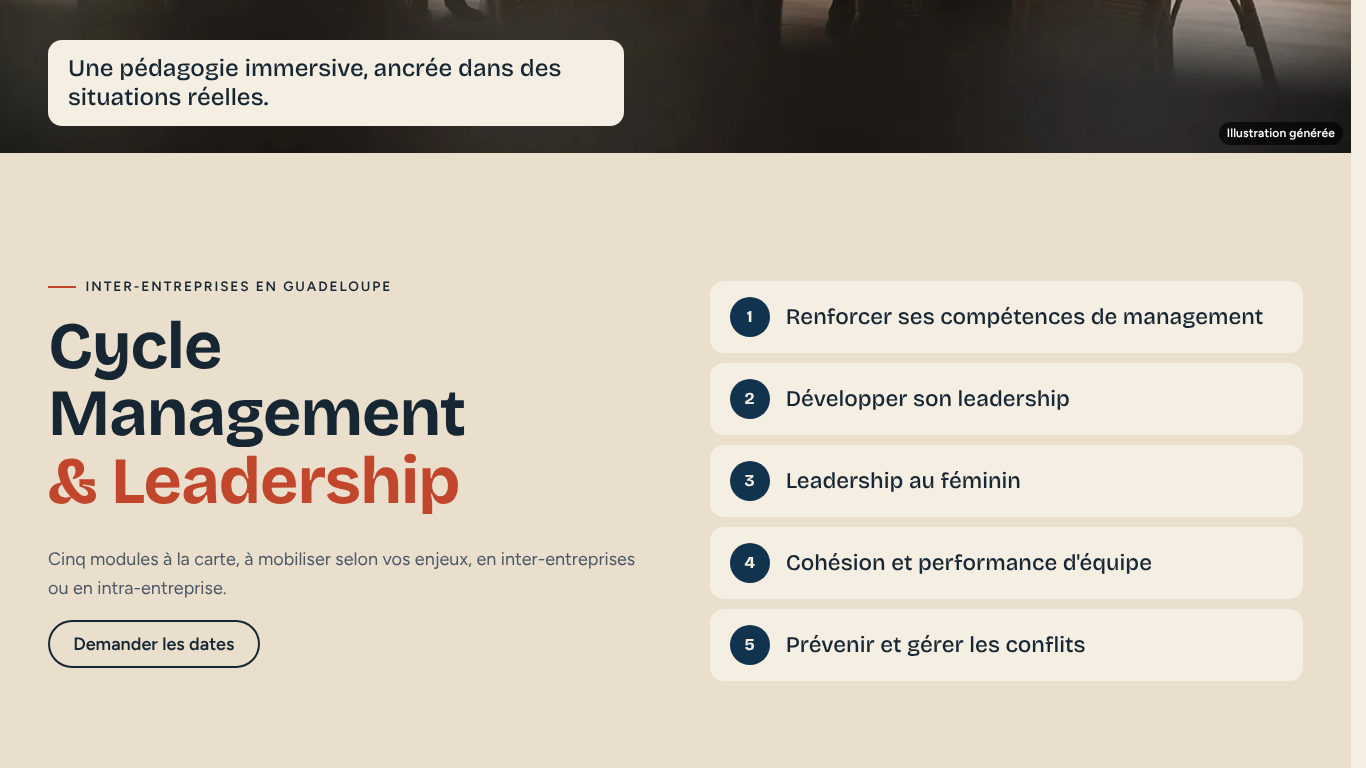 Une pédagogie immersive, ancrée dans des
situations réelles.
Illustration générée
INTER-ENTREPRISES EN GUADELOUPE
Cycle
Management
& Leadership
Cinq modules à la carte, à mobiliser selon vos enjeux, en inter-entreprises
ou en intra-entreprise.
Demander les dates
1 Renforcer ses compétences de management
2 Développer son leadership
3 Leadership au féminin
4 Cohésion et performance d'équipe
5 Prévenir et gérer les conflits